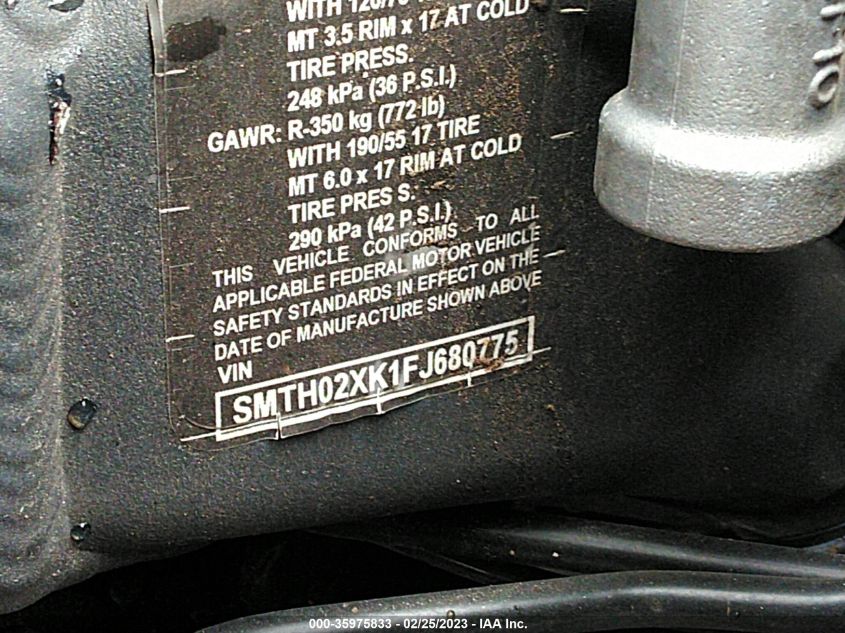 WITH 120/70
MT 3.5 RIM x 17 AT COLD
TIRE PRESS.
248 kPa (36 P.S.I.)
GAWR: R-350 kg (772 lb)
WITH 190/55 17 TIRE
MT 6.0 x 17 RIM AT COLD
TIRE PRES S.
290 kPa (42 P.S.I.)
THIS VEHICLE CONFORMS TO ALL
APPLICABLE FEDERAL MOTOR VEHICLE
SAFETY STANDARDS IN EFFECT ON THE
DATE OF MANUFACTURE SHOWN ABOVE
VIN
SMTH02XK1FJ680775
000-35975833 - 02/25/2023 - IAA Inc.